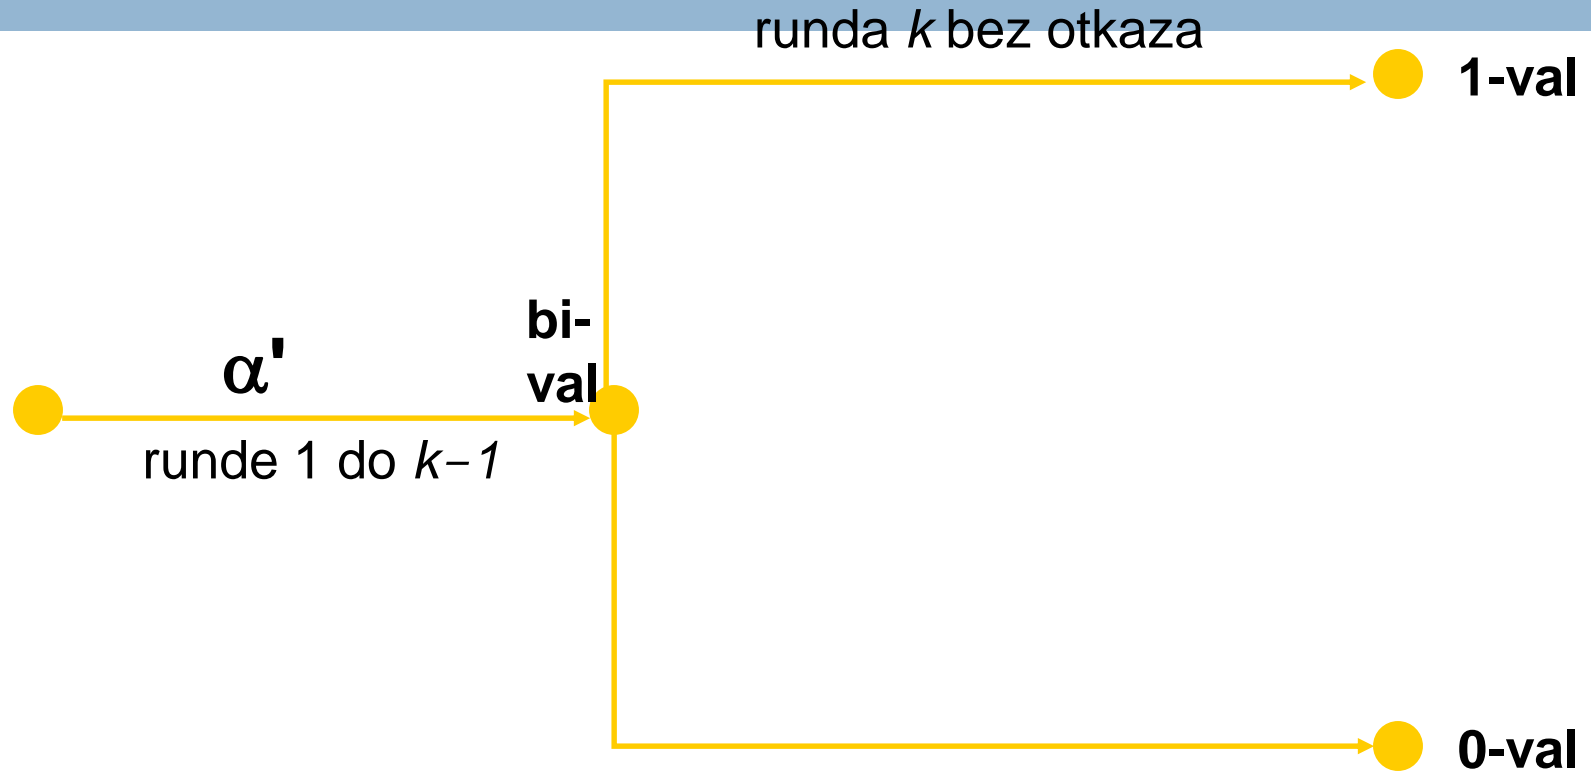 runda k bez otkaza
1-val
bi-
val
α'
runde 1 do k−1
0-val